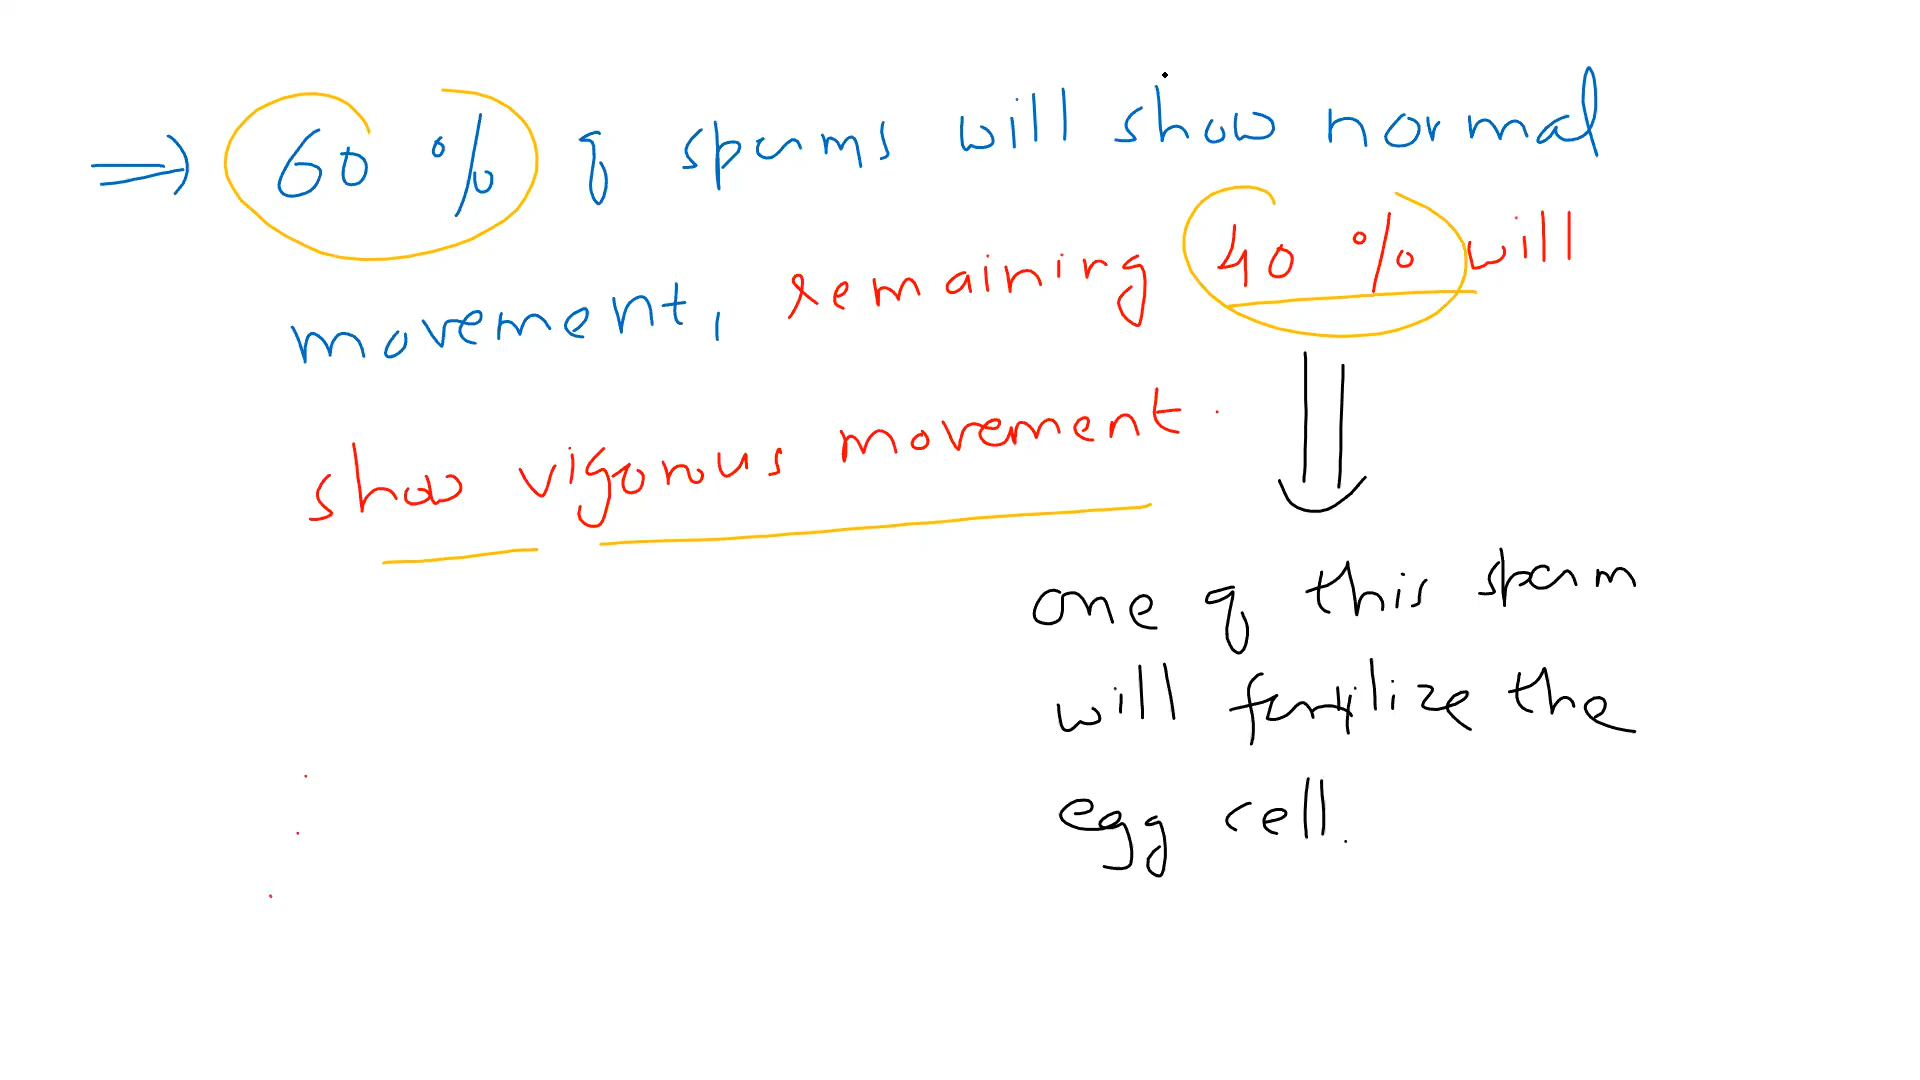 ⇒ 60 % of sperms will show normal
movement, remaining 40 % will
show vigorous movement.
one of this sperm
will fertilize the
egg cell.